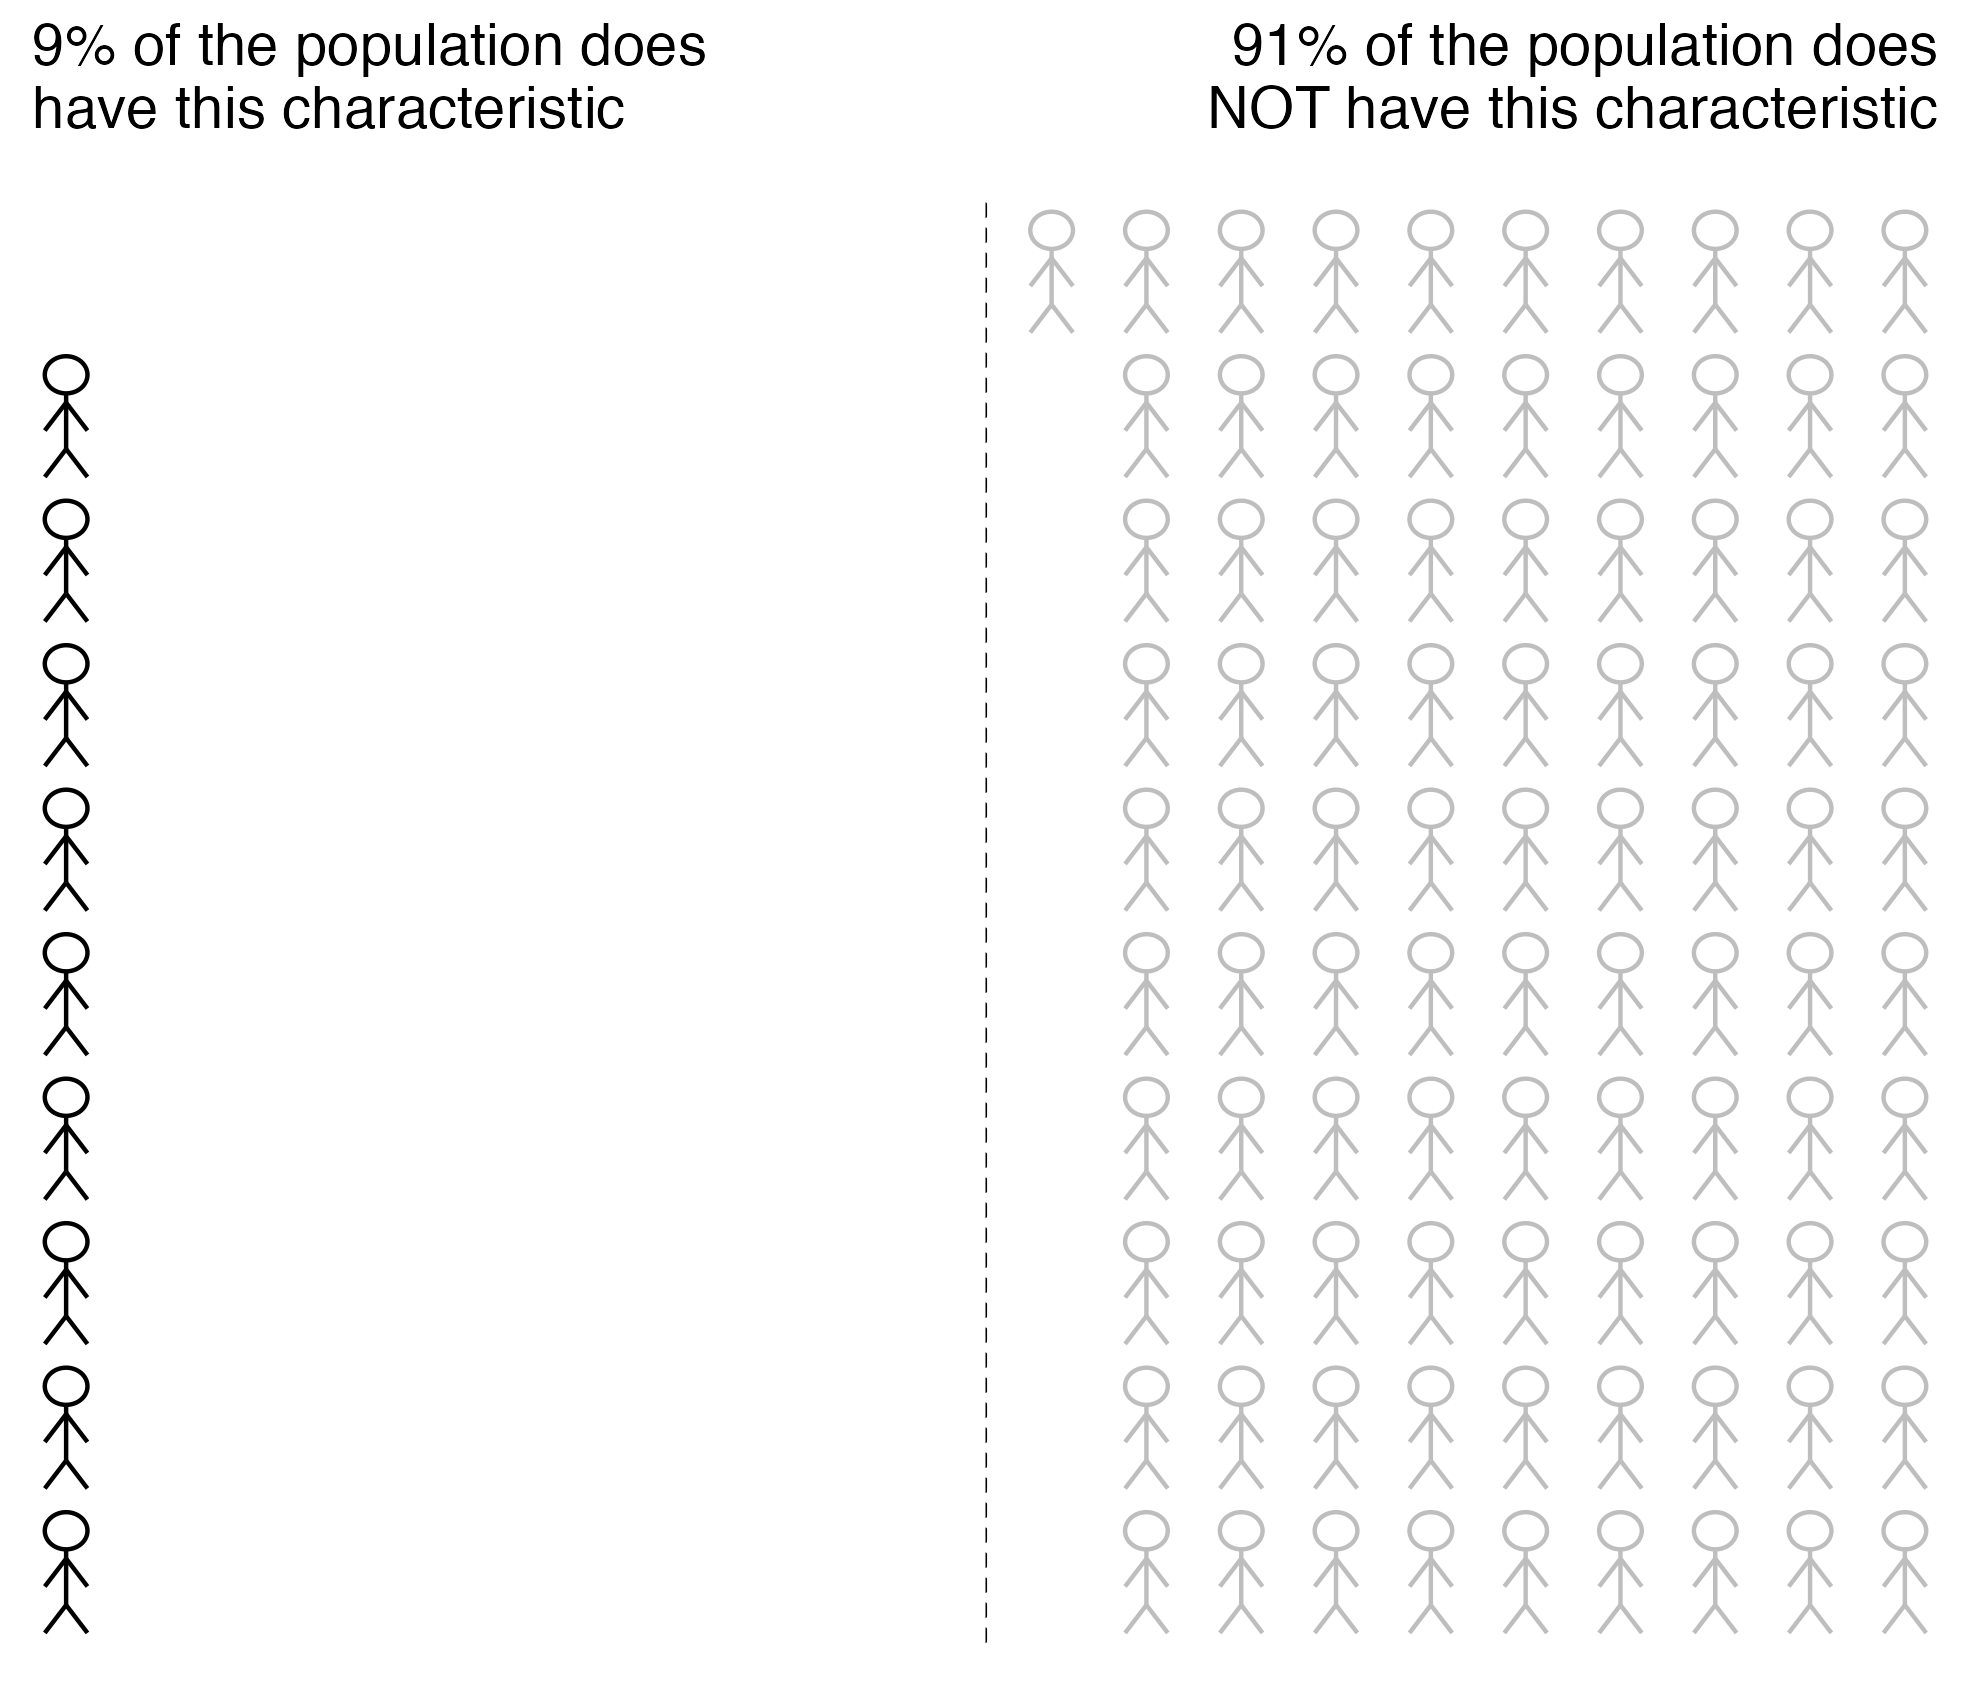 9% of the population does
have this characteristic
91% of the population does
NOT have this characteristic